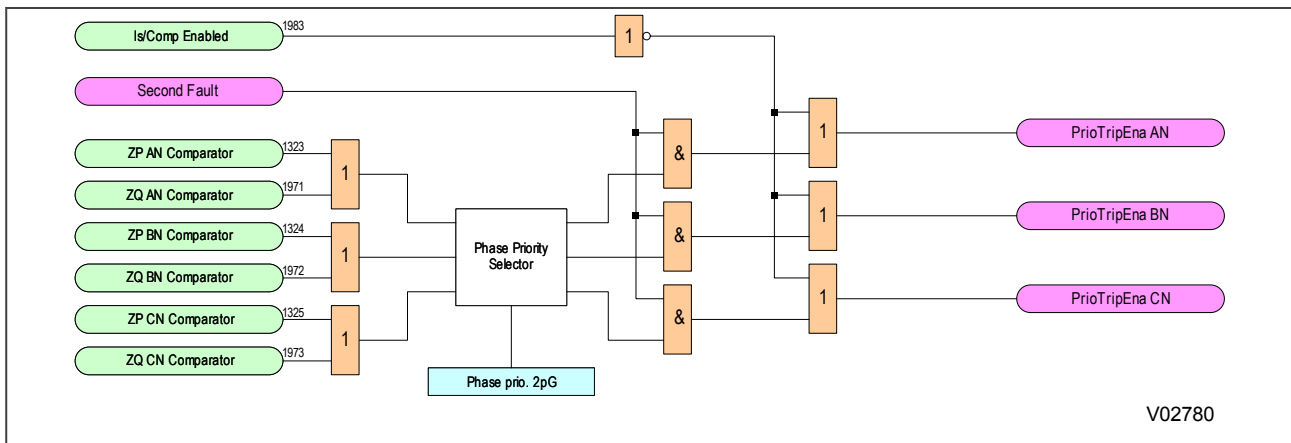 Is/Comp Enabled
1983
1
Second Fault
ZP AN Comparator
1323
1
ZQ AN Comparator
1971
ZP BN Comparator
1324
1
ZQ BN Comparator
1972
ZP CN Comparator
1325
1
ZQ CN Comparator
1973
Phase Priority
Selector
Phase prio. 2pG
&
&
&
1
1
1
PrioTripEna AN
PrioTripEna BN
PrioTripEna CN
V02780